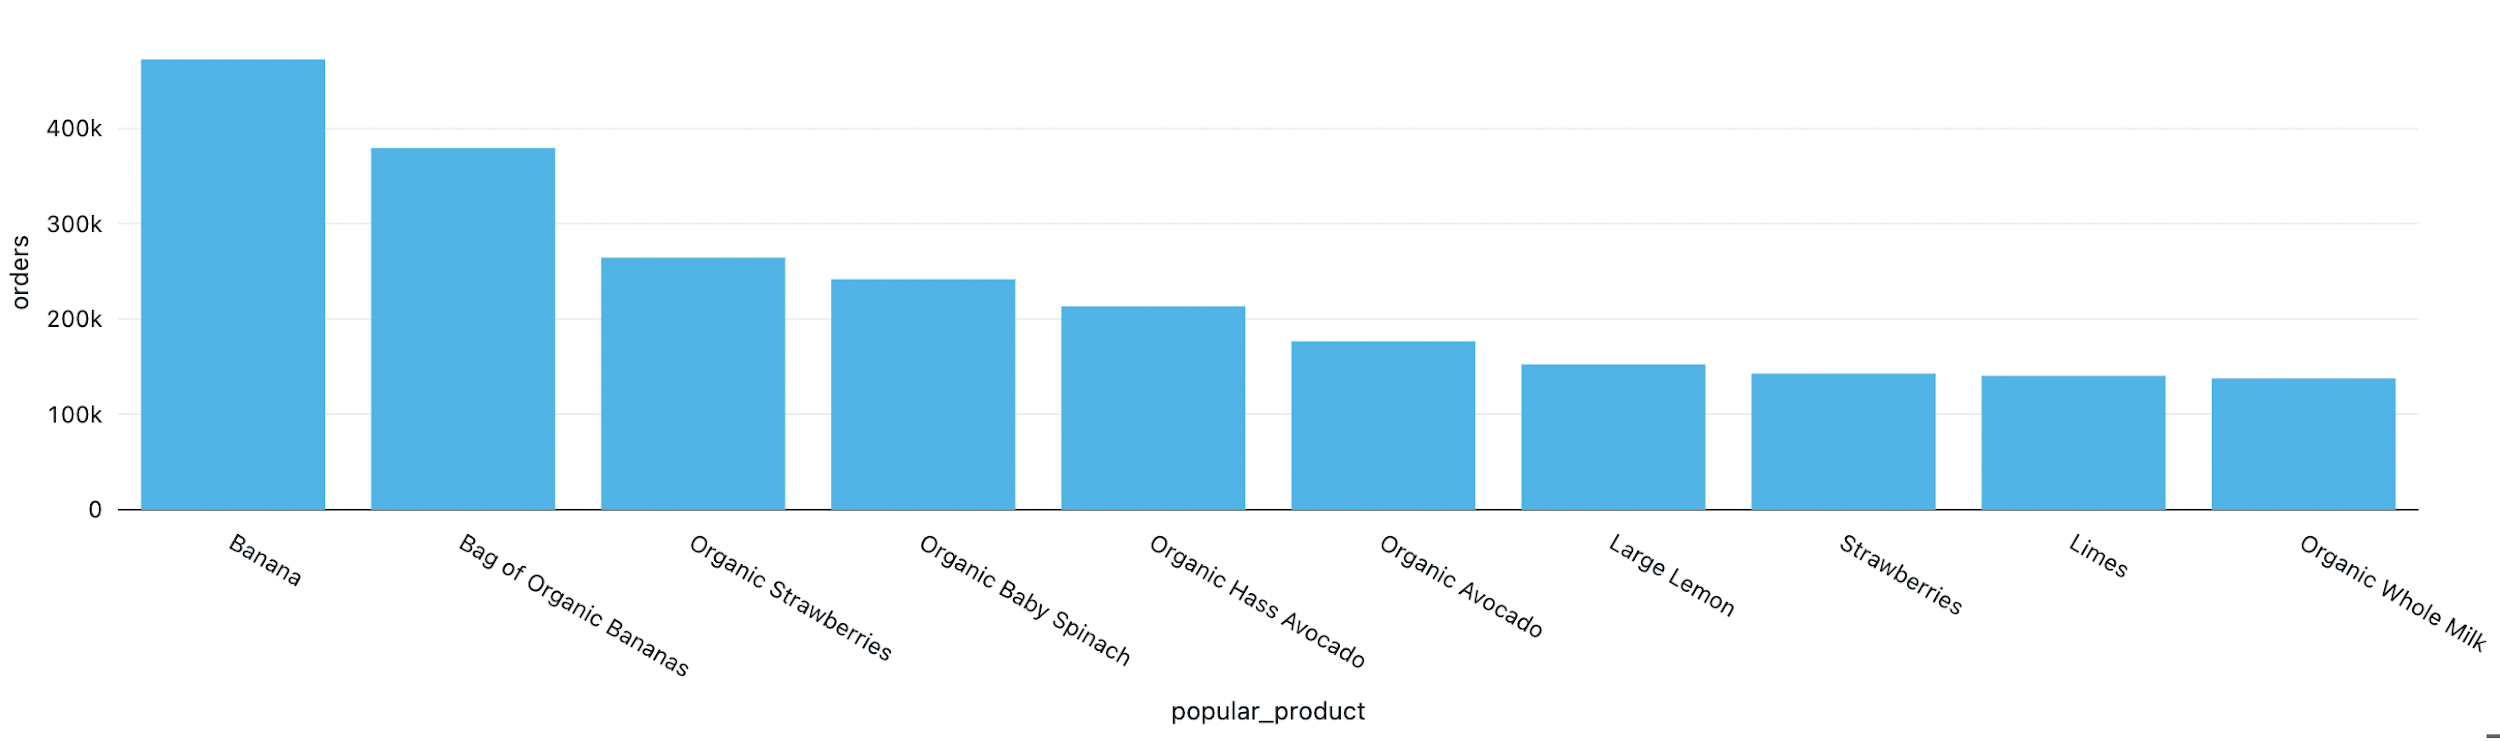 400k
300k
200k
100k
0
orders
Banana
Bag of Organic Bananas
Organic Strawberries
Organic Baby Spinach
Organic Hass Avocado
Organic Avocado
Large Lemon
Strawberries
Limes
Organic Whole Milk
popular_product